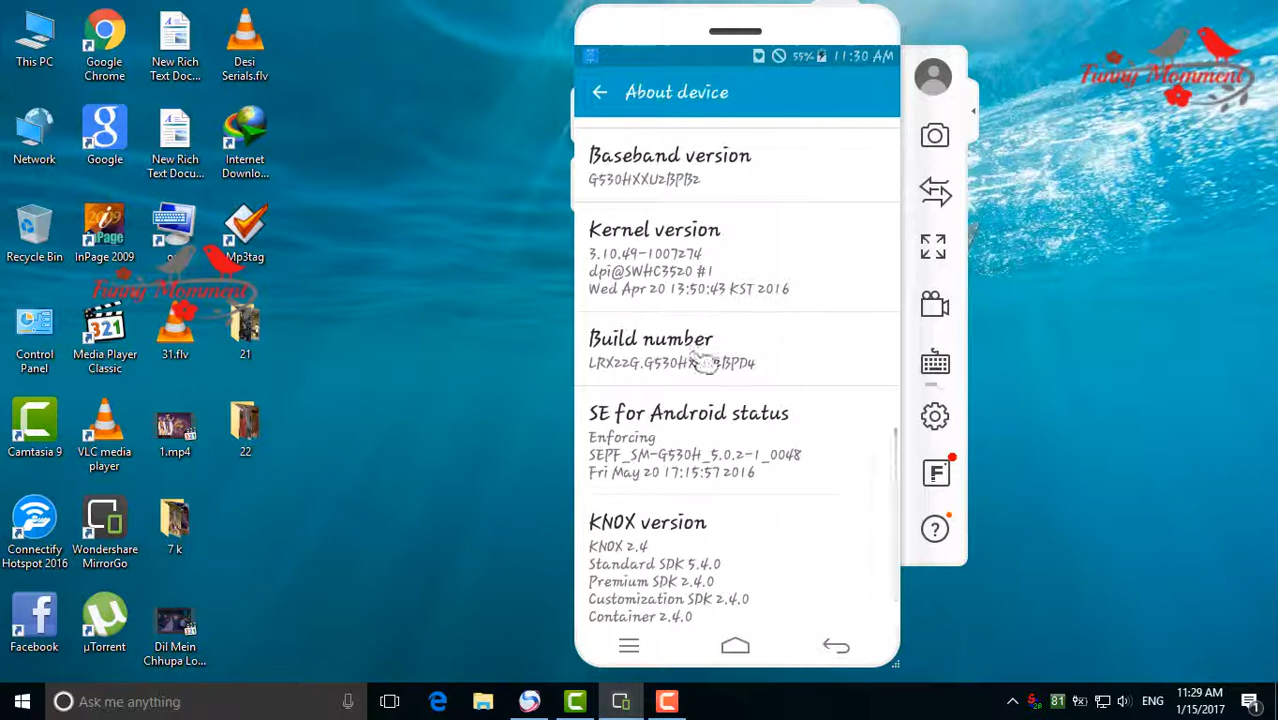 This PC
Google
Chrome
New Rich
Text Doc...
Desi
Serials.flv
Network
Google
New Rich
Text Docu...
Internet
Downlo...
Recycle Bin
2009
InPage
InPage 2009
Mp3tag
Funny Momment
Control
Panel
321
Media Player
Classic
31.flv
21
Camtasia 9
VLC media
player
1.mp4
22
Connectify
Hotspot 2016
Wondershare
MirrorGo
7 k
Facebook
µTorrent
Dil Mein
Chhupa Lo...
55% 11:30 AM
About device
Baseband version
G530HXXU2BPB2
Kernel version
3.10.49-1007274
dpi@SWHC3520 #1
Wed Apr 20 13:50:43 KST 2016
Build number
SE for Android status
Enforcing
SEPF_SM-G530H_5.0.2-1_0048
Fri May 20 17:15:57 2016
KNOX version
KNOX 2.4
Standard SDK 5.4.0
Premium SDK 2.4.0
Customization SDK 2.4.0
Container 2.4.0
F
?
Funny Momment
Ask me anything
31
ENG
11:29 AM
1/15/2017
1